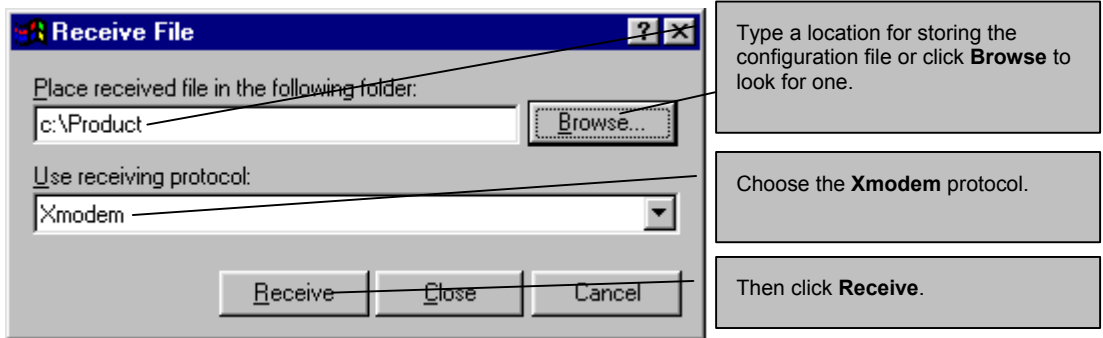 Receive File
Place received file in the following folder:
c:\Product
Browse...
Use receiving protocol:
Xmodem
Receive
Close
Cancel
Type a location for storing the
configuration file or click Browse to
look for one.
Choose the Xmodem protocol.
Then click Receive.